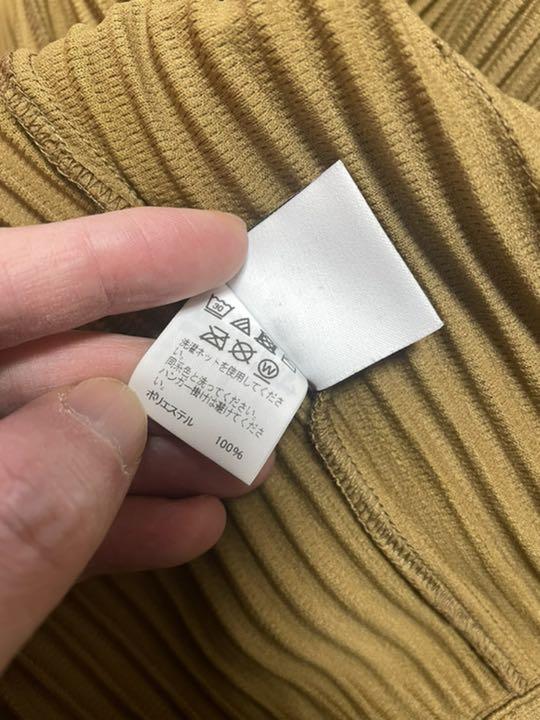 30
W
洗濯ネットを使用してくださ
い。
同系色と洗ってください。
ハンガー掛けは避けてくださ
い。
ポリエステル 100%